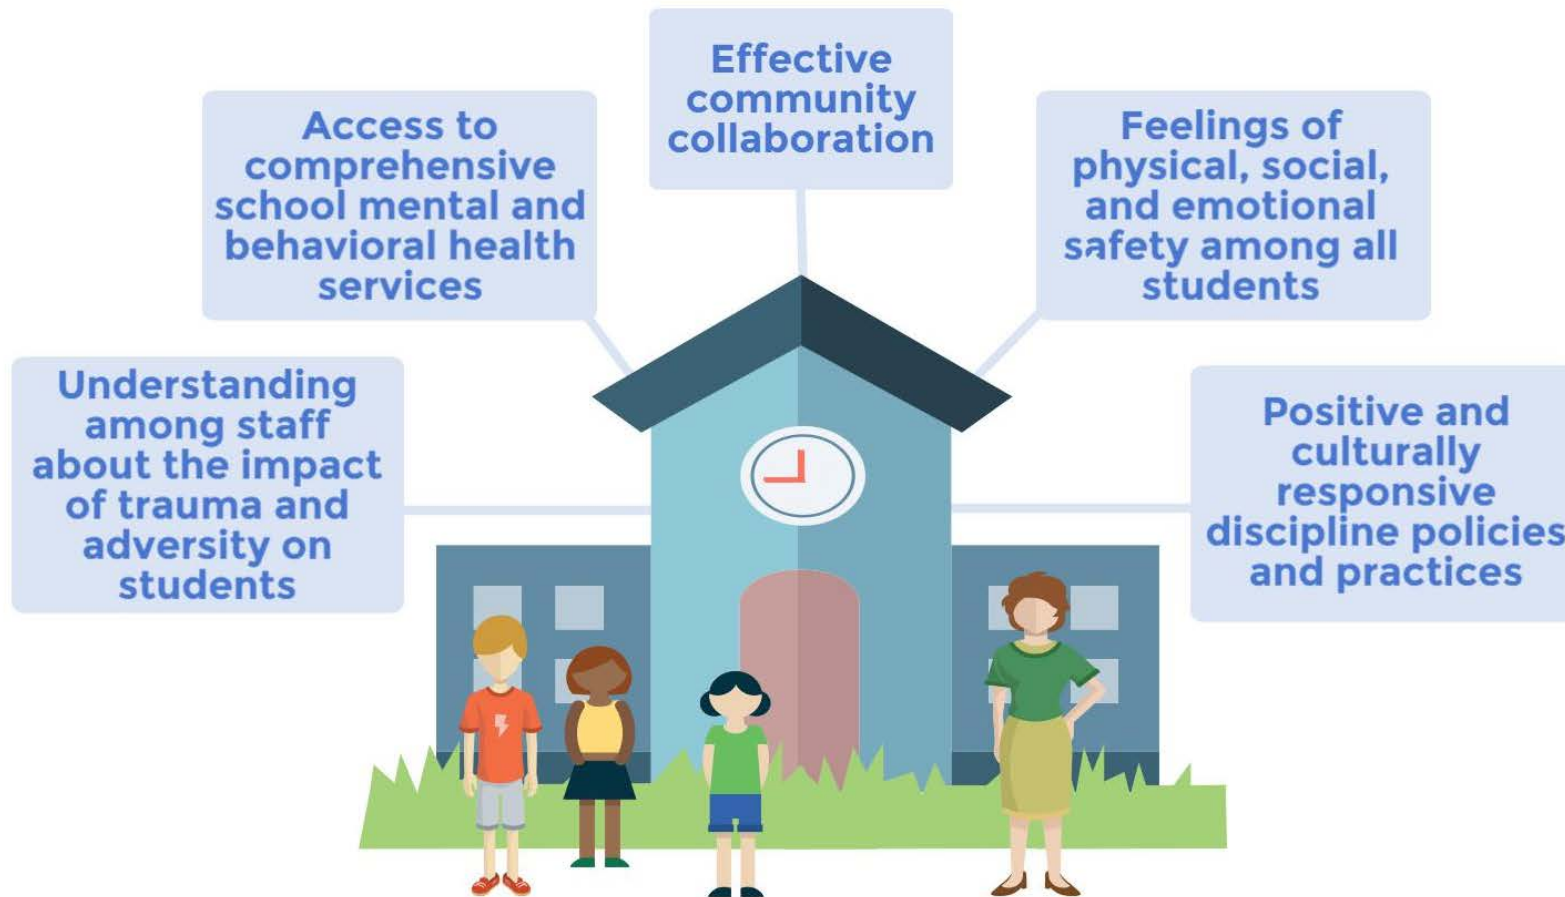 Effective
community
collaboration
Access to
comprehensive
school mental and
behavioral health
services
Feelings of
physical, social,
and emotional
safety among all
students
Understanding
among staff
about the impact
of trauma and
adversity on
students
Positive and
culturally
responsive
discipline policies
and practices